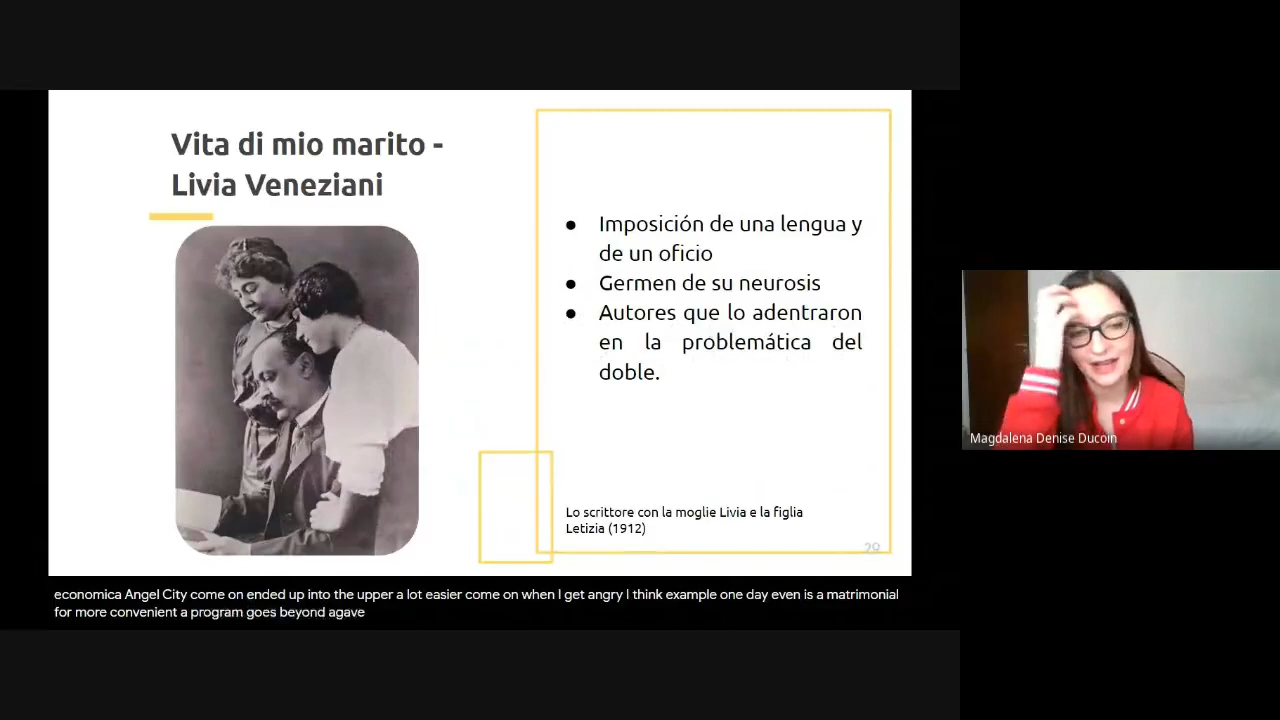 Vita di mio marito -
Livia Veneziani
● Imposición de una lengua y
de un oficio
● Germen de su neurosis
● Autores que lo adentraron
en la problemática del
doble.
Lo scrittore con la moglie Livia e la figlia
Letizia (1912)
29
Magdalena Denise Ducoin
economica Angel City come on ended up into the upper a lot easier come on when I get angry I think example one day even is a matrimonial
for more convenient a program goes beyond agave